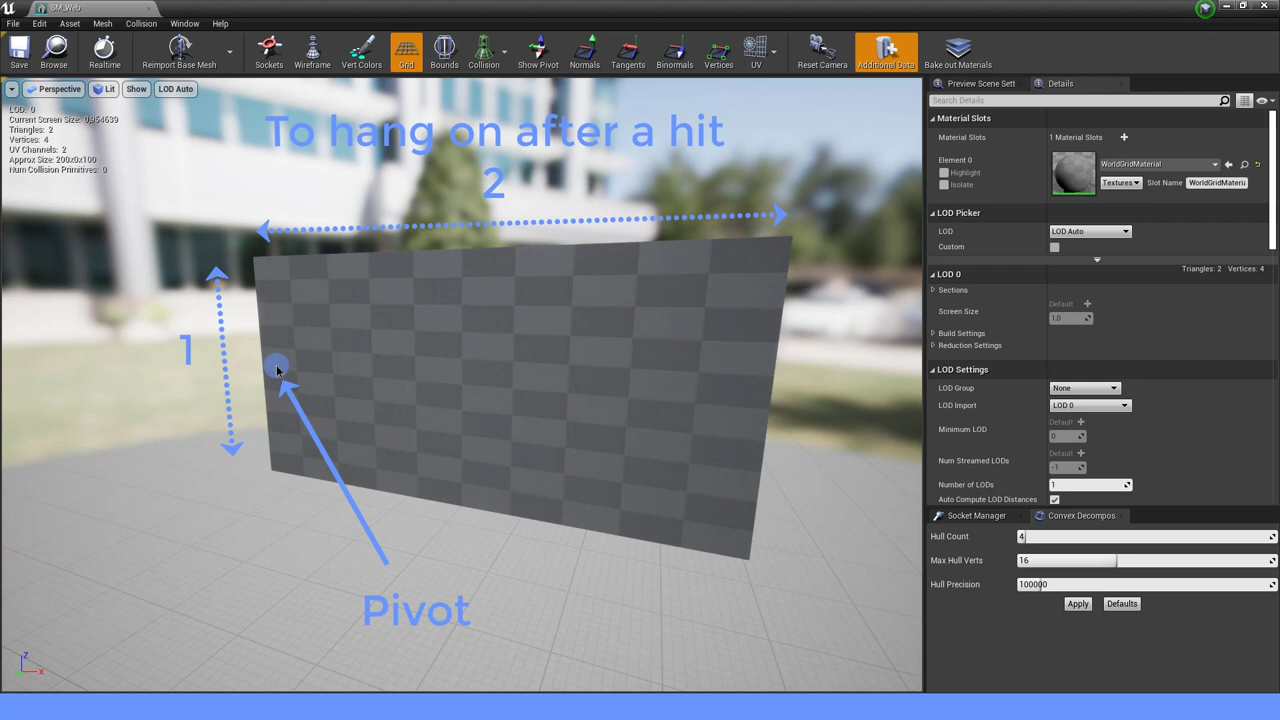 SM_Web
File Edit Asset Mesh Collision Window Help
Save Browse Realtime Reimport Base Mesh Sockets Wireframe Vert Colors Grid Bounds Collision Show Pivot Normals Tangents Binormals Vertices UV Reset Camera Additional Data Bake out Materials
Perspective Lit Show LOD Auto
LOD: 0
Current Screen Size: 0,954639
Triangles: 2
Vertices: 4
UV Channels: 2
Approx Size: 200x0x100
Num Collision Primitives: 0
To hang on after a hit
2
1
Pivot
Z
X
Preview Scene Sett Details
Search Details
Material Slots
Material Slots 1 Material Slots
Element 0
Highlight
Isolate
WorldGridMaterial
Textures Slot Name WorldGridMateri
LOD Picker
LOD LOD Auto
Custom
LOD 0 Triangles: 2 Vertices: 4
Sections
Default
Screen Size 1.0
Build Settings
Reduction Settings
LOD Settings
LOD Group None
LOD Import LOD 0
Default
Minimum LOD 0
Default
Num Streamed LODs -1
Number of LODs 1
Auto Compute LOD Distances
Socket Manager Convex Decompos
Hull Count 4
Max Hull Verts 16
Hull Precision 100000
Apply Defaults